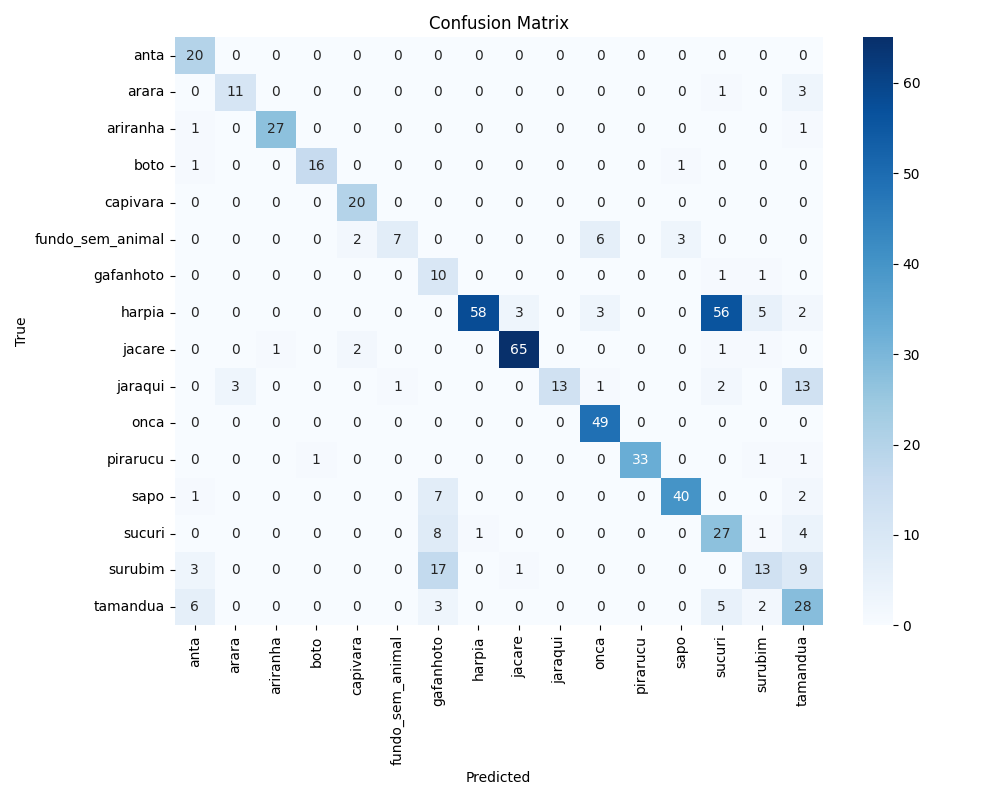 Confusion Matrix
anta 20 0 0 0 0 0 0 0 0 0 0 0 0 0 0 0
arara 0 11 0 0 0 0 0 0 0 0 0 0 0 1 0 3
ariranha 1 0 27 0 0 0 0 0 0 0 0 0 0 0 0 1
boto 1 0 0 16 0 0 0 0 0 0 0 0 1 0 0 0
capivara 0 0 0 0 20 0 0 0 0 0 0 0 0 0 0 0
fundo_sem_animal 0 0 0 0 2 7 0 0 0 0 6 0 3 0 0 0
gafanhoto 0 0 0 0 0 0 10 0 0 0 0 0 0 1 1 0
harpia 0 0 0 0 0 0 0 58 3 0 3 0 0 56 5 2
jacare 0 0 1 0 2 0 0 0 65 0 0 0 0 1 1 0
jaraqui 0 3 0 0 0 1 0 0 0 13 1 0 0 2 0 13
onca 0 0 0 0 0 0 0 0 0 0 49 0 0 0 0 0
pirarucu 0 0 0 1 0 0 0 0 0 0 0 33 0 0 1 1
sapo 1 0 0 0 0 0 7 0 0 0 0 0 40 0 0 2
sucuri 0 0 0 0 0 0 8 1 0 0 0 0 0 27 1 4
surubim 3 0 0 0 0 0 17 0 1 0 0 0 0 0 13 9
tamandua 6 0 0 0 0 0 3 0 0 0 0 0 0 5 2 28
True
anta
arara
ariranha
boto
capivara
fundo_sem_animal
gafanhoto
harpia
jacare
jaraqui
onca
pirarucu
sapo
sucuri
surubim
tamandua
Predicted
60
50
40
30
20
10
0